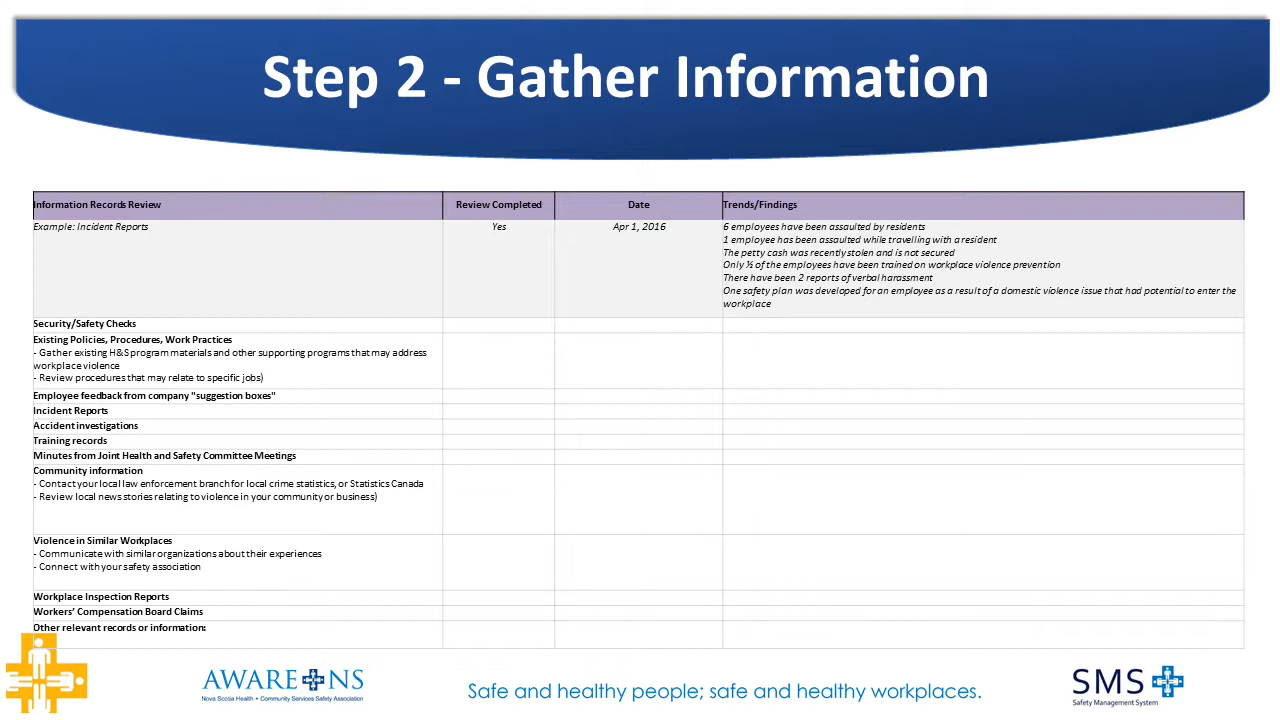 Step 2 - Gather Information
Information Records Review Review Completed Date Trends/Findings
Example: Incident Reports Yes Apr 1, 2016 6 employees have been assaulted by residents
1 employee has been assaulted while travelling with a resident
The petty cash was recently stolen and is not secured
Only ½ of the employees have been trained on workplace violence prevention
There have been 2 reports of verbal harassment
One safety plan was developed for an employee as a result of a domestic violence issue that had potential to enter the
workplace
Security/Safety Checks
Existing Policies, Procedures, Work Practices
- Gather existing H&S program materials and other supporting programs that may address
workplace violence
- Review procedures that may relate to specific jobs)
Employee feedback from company "suggestion boxes"
Incident Reports
Accident investigations
Training records
Minutes from Joint Health and Safety Committee Meetings
Community information
- Contact your local law enforcement branch for local crime statistics, or Statistics Canada
- Review local news stories relating to violence in your community or business)
Violence in Similar Workplaces
- Communicate with similar organizations about their experiences
- Connect with your safety association
Workplace Inspection Reports
Workers' Compensation Board Claims
Other relevant records or information:
AWARE NS
Nova Scotia Health + Community Services Safety Association
Safe and healthy people; safe and healthy workplaces.
SMS
Safety Management System